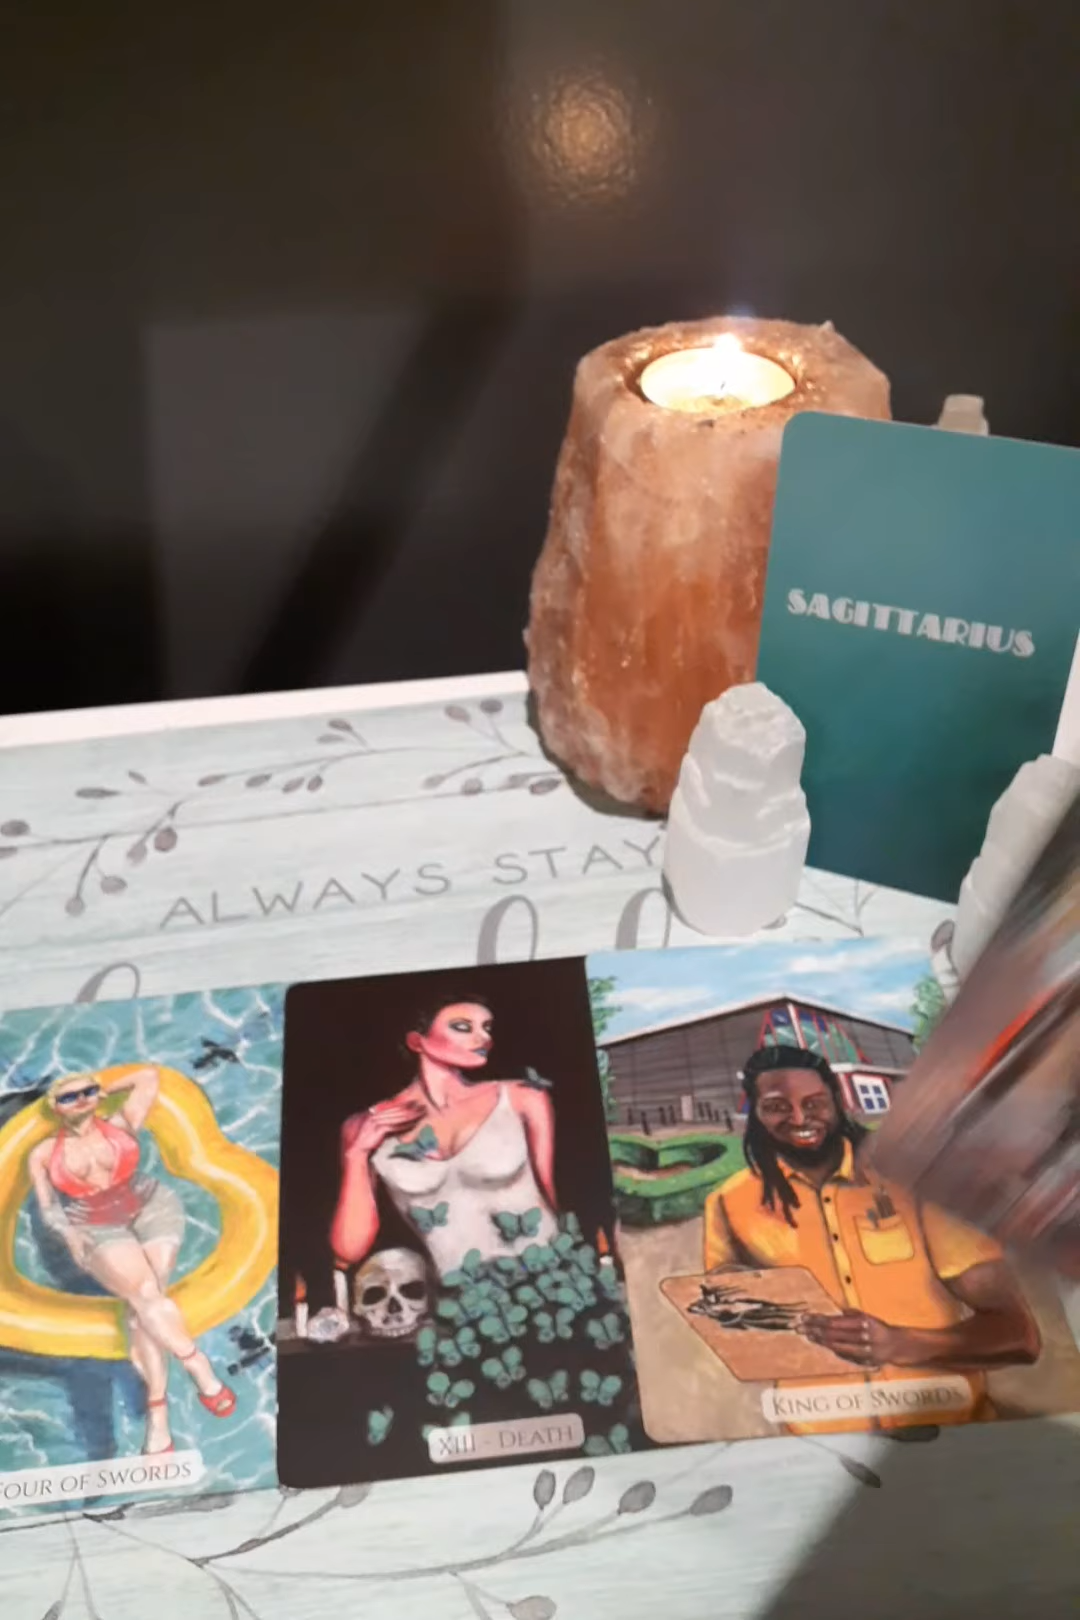 SAGITTARIUS
ALWAYS STAY
FOUR OF SWORDS
XIII - DEATH
KING OF SWORDS